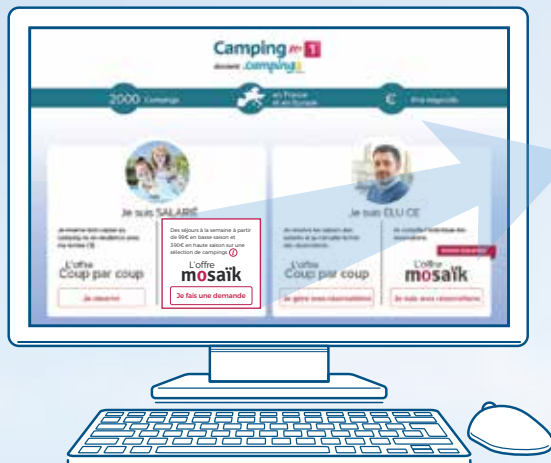 Camping n°1
devient .campings
2000 Campings
en France
et en Europe
€ Prix négociés
Je suis SALARIÉ
Des séjours à la semaine à partir
de 99€ en basse saison et
390€ en haute saison sur une
sélection de campings
L'offre
mosaïk
Je fais une demande
L'offre
Coup par coup
Je réserve
Je suis ÉLU CE
L'offre
Coup par coup
Je gère mes réservations
L'offre
mosaïk
Je suis mes réservations